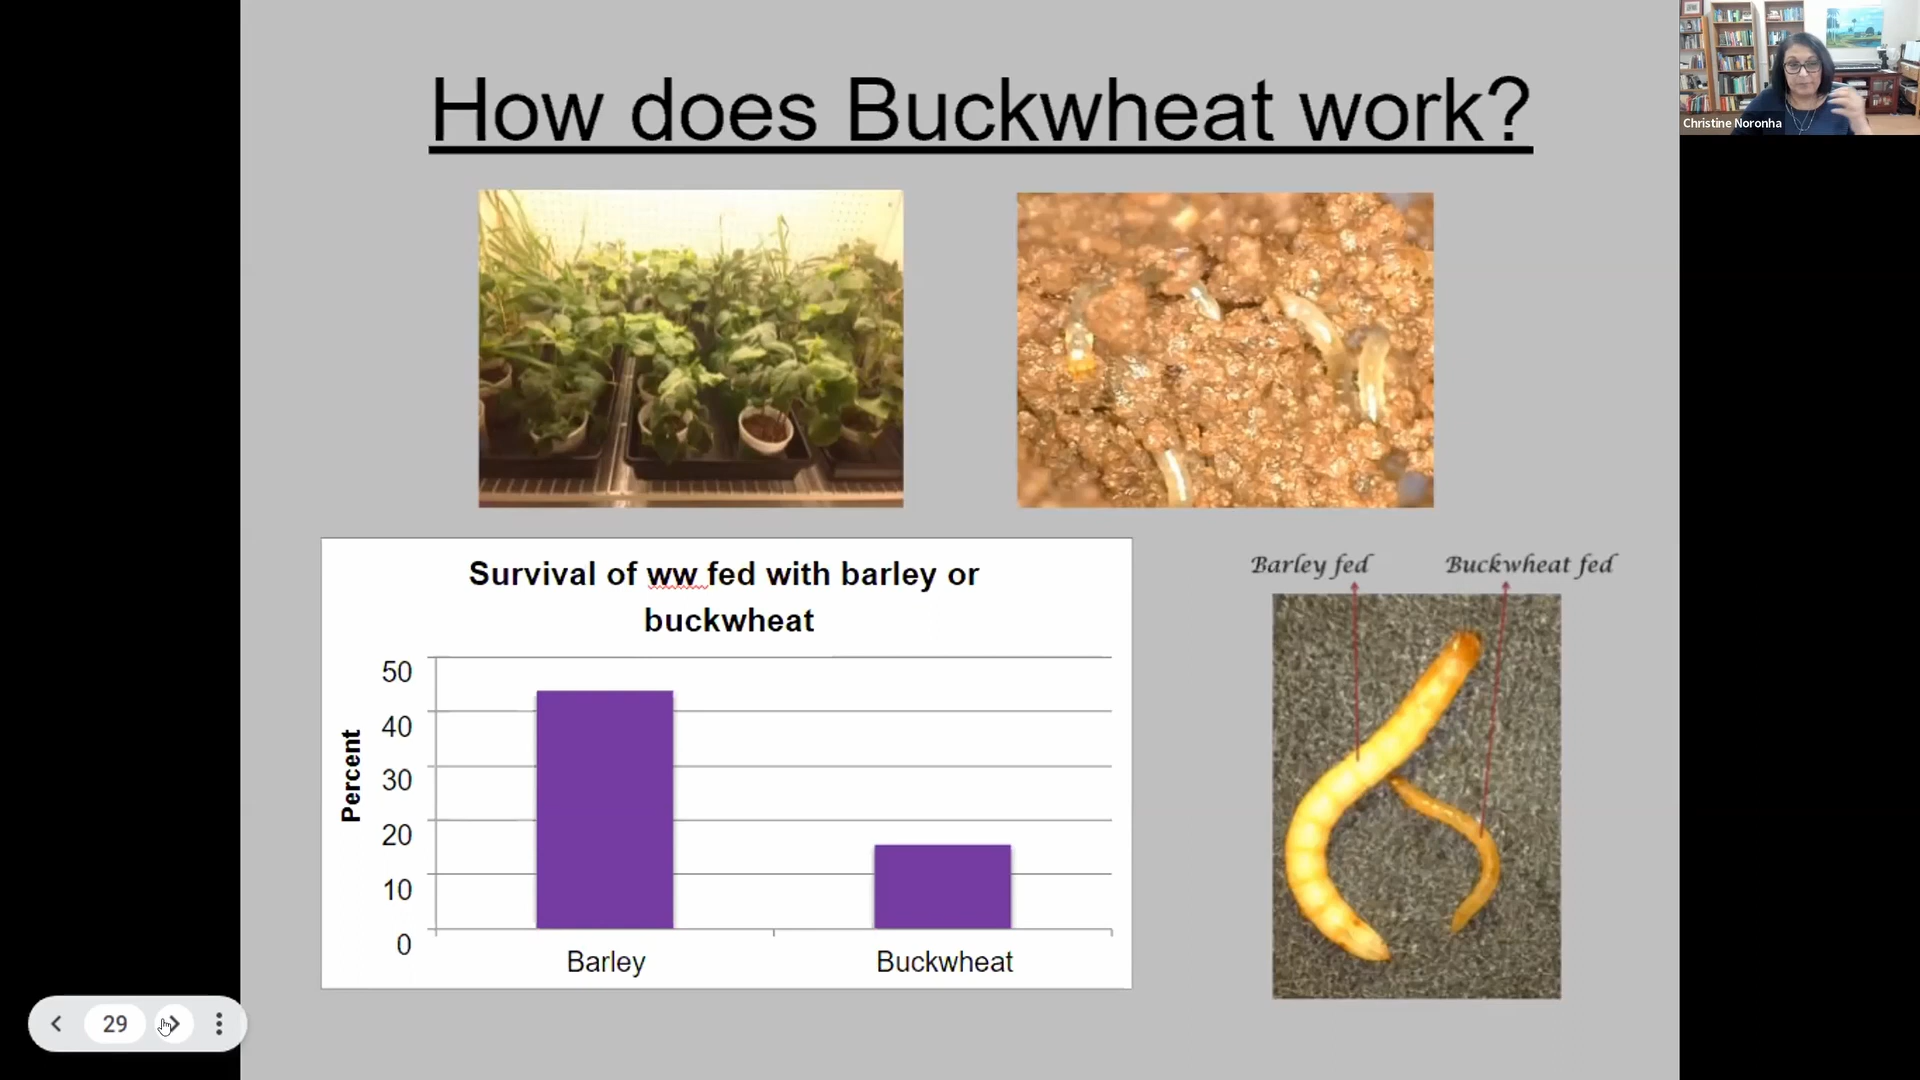 How does Buckwheat work?
Christine Noronha
Survival of ww fed with barley or
buckwheat
50
40
30
20
10
0
Percent
Barley
Buckwheat
Barley fed
Buckwheat fed
29